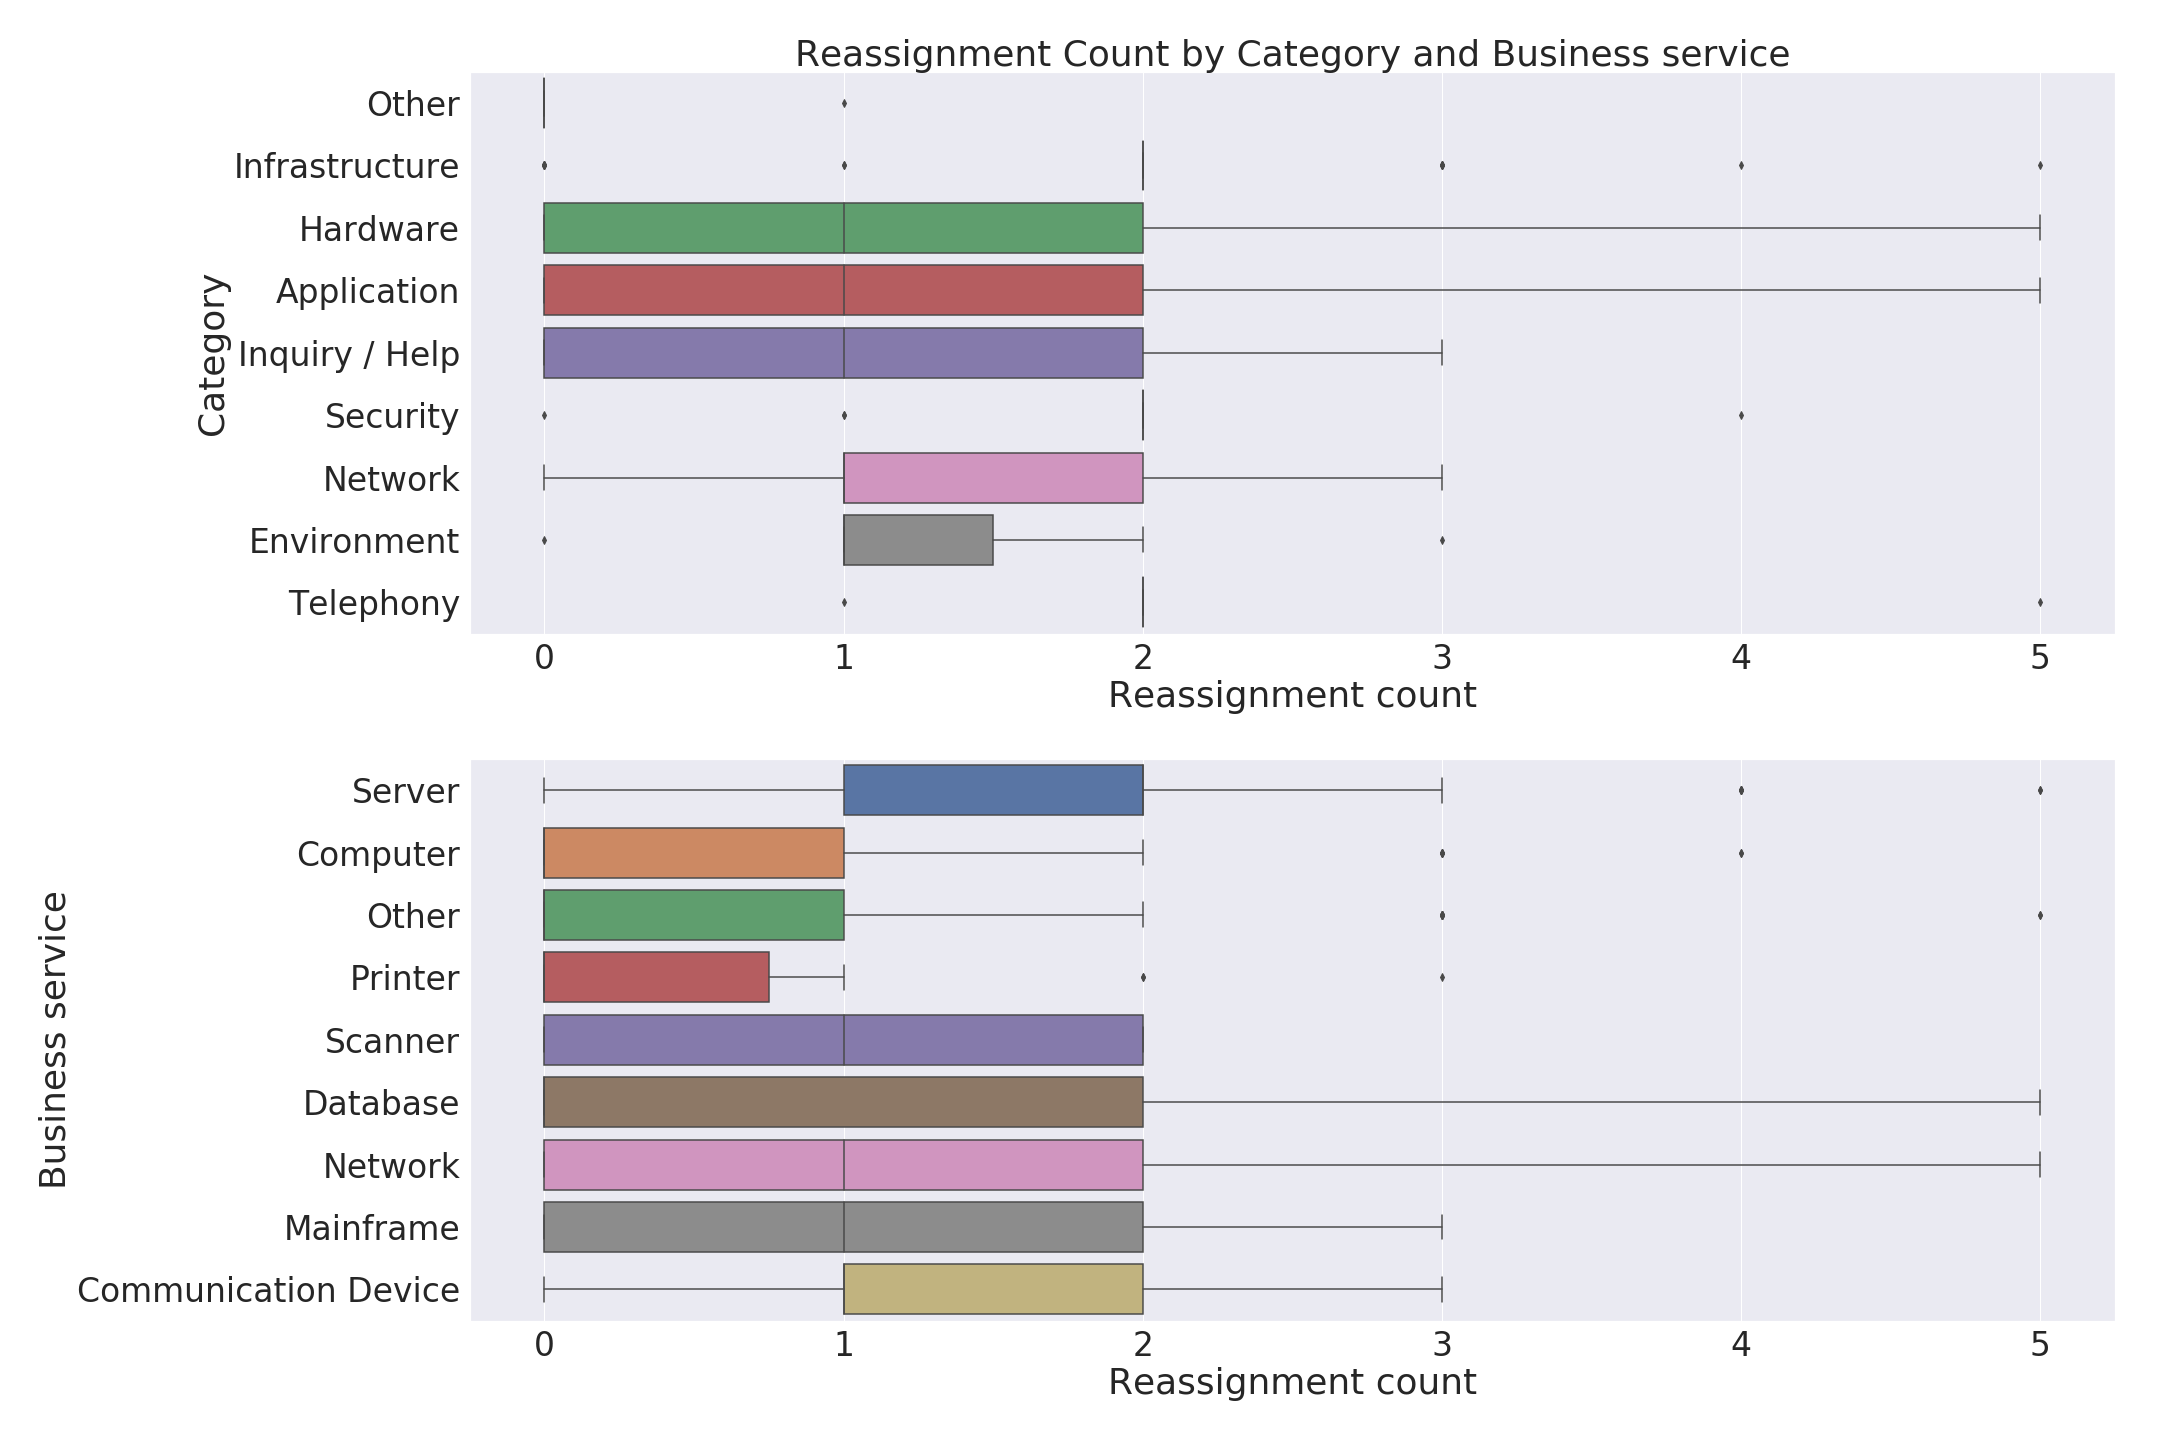 Reassignment Count by Category and Business service
Category
Other
Infrastructure
Hardware
Application
Inquiry / Help
Security
Network
Environment
Telephony
0 1 2 3 4 5
Reassignment count
Business service
Server
Computer
Other
Printer
Scanner
Database
Network
Mainframe
Communication Device
0 1 2 3 4 5
Reassignment count